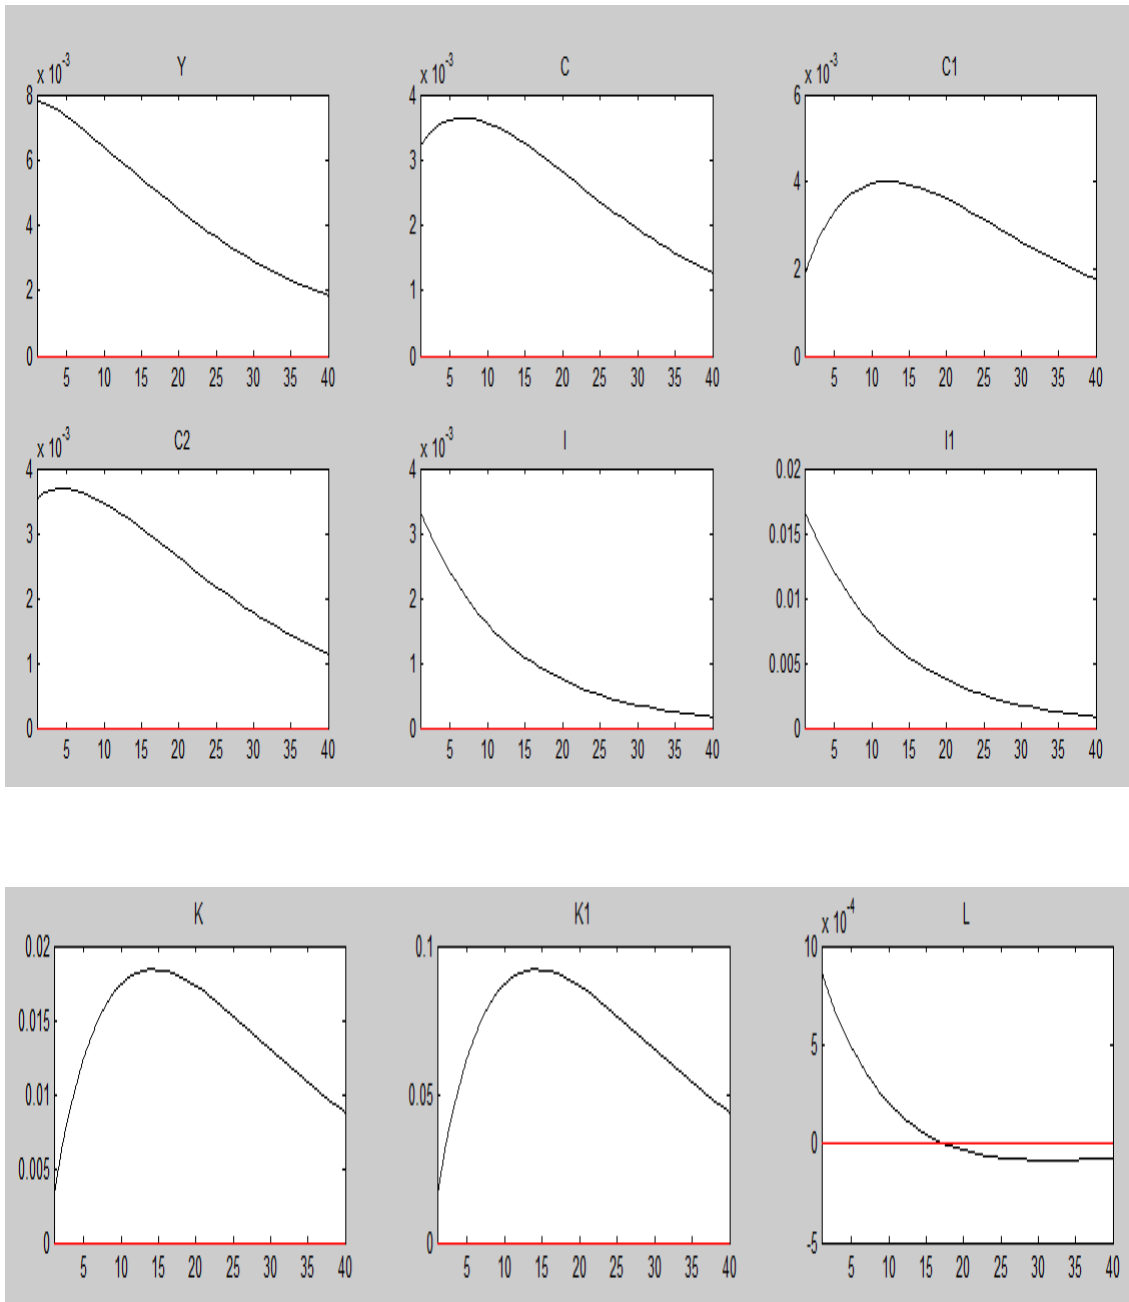 Y C C1
x 10^-3 x 10^-3 x 10^-3
8 6 4 2 0
4 3 2 1 0
6 4 2 0
5 10 15 20 25 30 35 40
5 10 15 20 25 30 35 40
5 10 15 20 25 30 35 40
C2 I I1
x 10^-3 x 10^-3
4 3 2 1 0
4 3 2 1 0
0.02 0.015 0.01 0.005 0
5 10 15 20 25 30 35 40
5 10 15 20 25 30 35 40
5 10 15 20 25 30 35 40
K K1 L
x 10^-4
0.02 0.015 0.01 0.005 0
0.1 0.05 0
10 5 0 -5
5 10 15 20 25 30 35 40
5 10 15 20 25 30 35 40
5 10 15 20 25 30 35 40